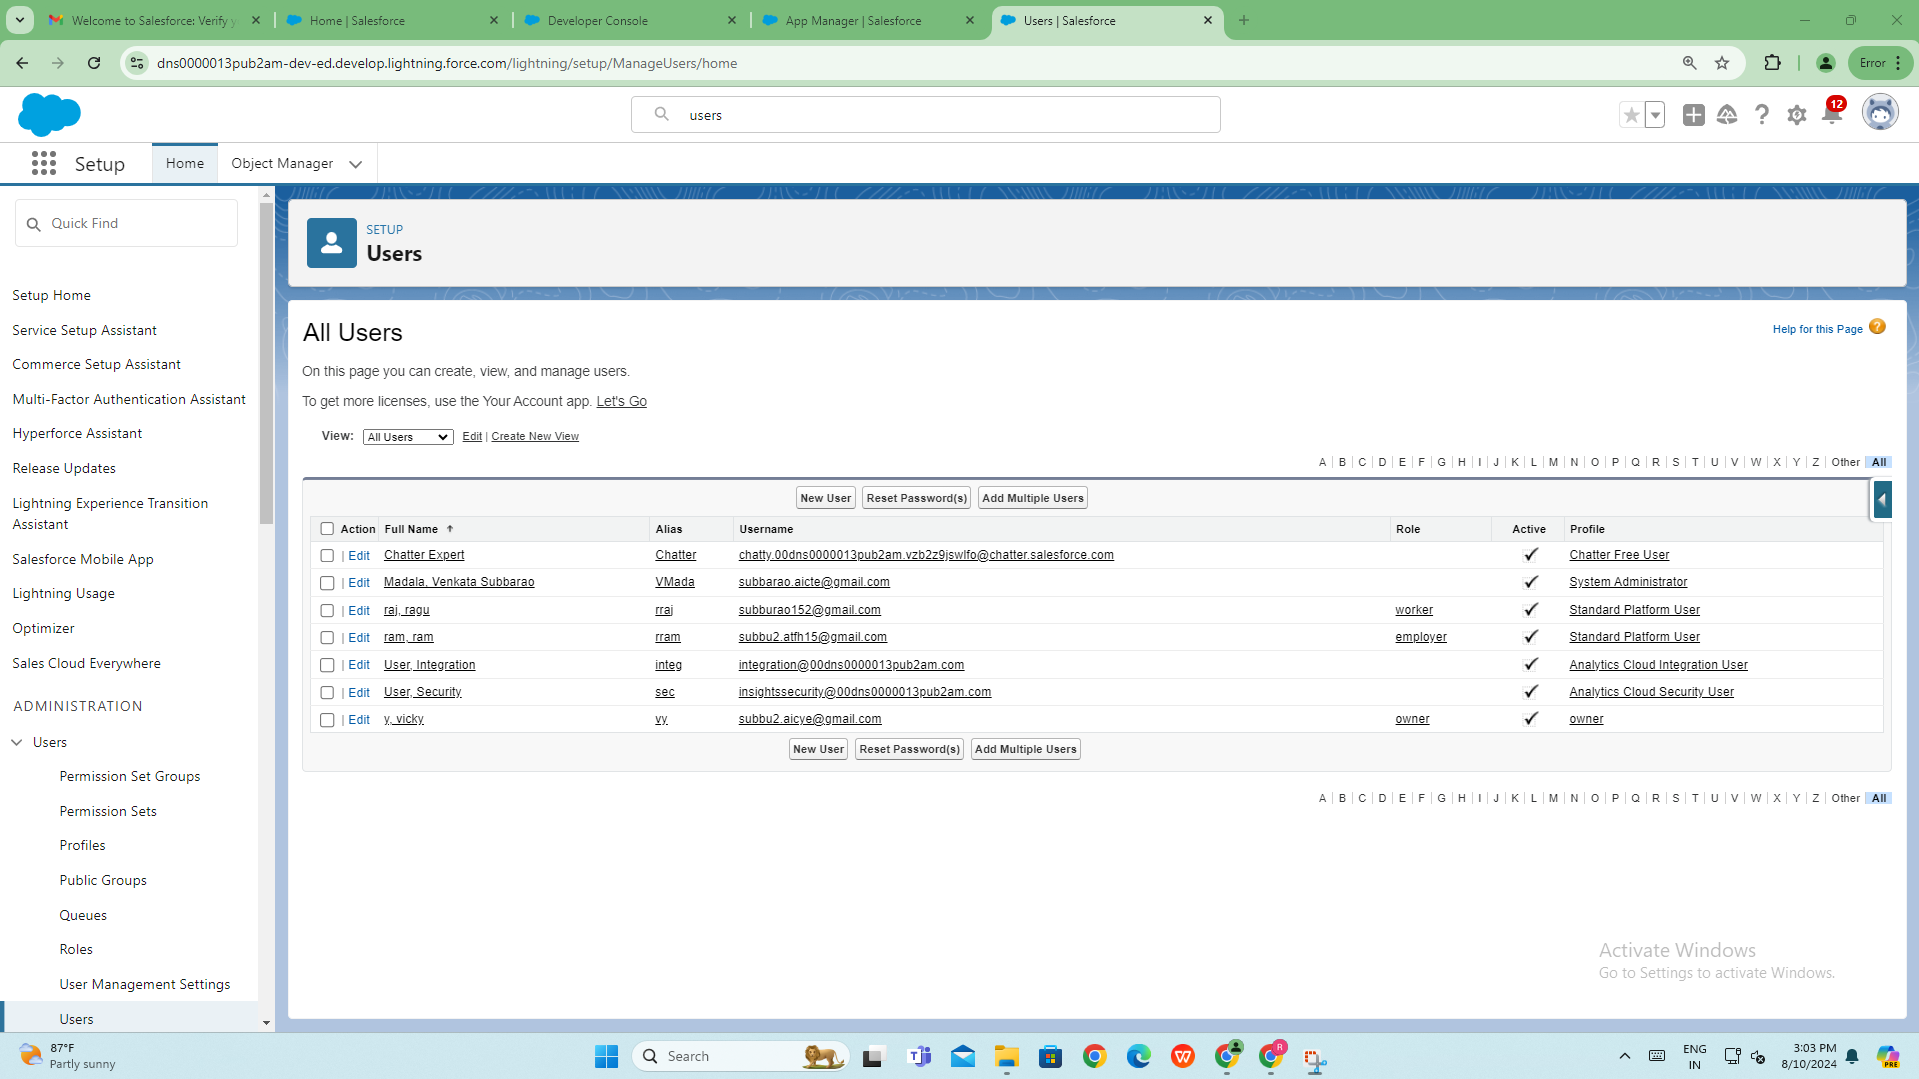 Welcome to Salesforce: Verify y
Home | Salesforce
Developer Console
App Manager | Salesforce
Users | Salesforce
dns0000013pub2am-dev-ed.develop.lightning.force.com/lightning/setup/ManageUsers/home
Error
users
12
Setup
Home
Object Manager
Quick Find
Setup Home
Service Setup Assistant
Commerce Setup Assistant
Multi-Factor Authentication Assistant
Hyperforce Assistant
Release Updates
Lightning Experience Transition
Assistant
Salesforce Mobile App
Lightning Usage
Optimizer
Sales Cloud Everywhere
ADMINISTRATION
Users
Permission Set Groups
Permission Sets
Profiles
Public Groups
Queues
Roles
User Management Settings
Users
SETUP
Users
All Users
Help for this Page ?
On this page you can create, view, and manage users.
To get more licenses, use the Your Account app. Let's Go
View: All Users Edit | Create New View
A | B | C | D | E | F | G | H | I | J | K | L | M | N | O | P | Q | R | S | T | U | V | W | X | Y | Z | Other All
New User Reset Password(s) Add Multiple Users
Action Full Name ↑ Alias Username Role Active Profile
| Edit Chatter Expert Chatter chatty.00dns0000013pub2am.vzb2z9jswlfo@chatter.salesforce.com Chatter Free User
| Edit Madala, Venkata Subbarao VMada subbarao.aicte@gmail.com System Administrator
| Edit raj, ragu rraj subburao152@gmail.com worker Standard Platform User
| Edit ram, ram rram subbu2.atfh15@gmail.com employer Standard Platform User
| Edit User, Integration integ integration@00dns0000013pub2am.com Analytics Cloud Integration User
| Edit User, Security sec insightssecurity@00dns0000013pub2am.com Analytics Cloud Security User
| Edit y, vicky vy subbu2.aicye@gmail.com owner owner
New User Reset Password(s) Add Multiple Users
A | B | C | D | E | F | G | H | I | J | K | L | M | N | O | P | Q | R | S | T | U | V | W | X | Y | Z | Other All
Activate Windows
Go to Settings to activate Windows.
87°F
Partly sunny
Search
R
ENG
IN
3:03 PM
8/10/2024
PRE